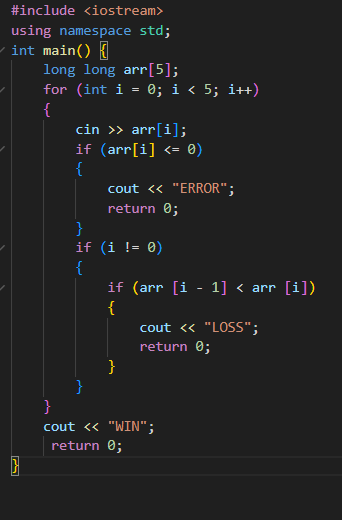 #include <iostream>
using namespace std;
int main() {
    long long arr[5];
    for (int i = 0; i < 5; i++)
    {
        cin >> arr[i];
        if (arr[i] <= 0)
        {
            cout << "ERROR";
            return 0;
        }
        if (i != 0)
        {
            if (arr [i - 1] < arr [i])
            {
                cout << "LOSS";
                return 0;
            }
        }
    }
    cout << "WIN";
     return 0;
}